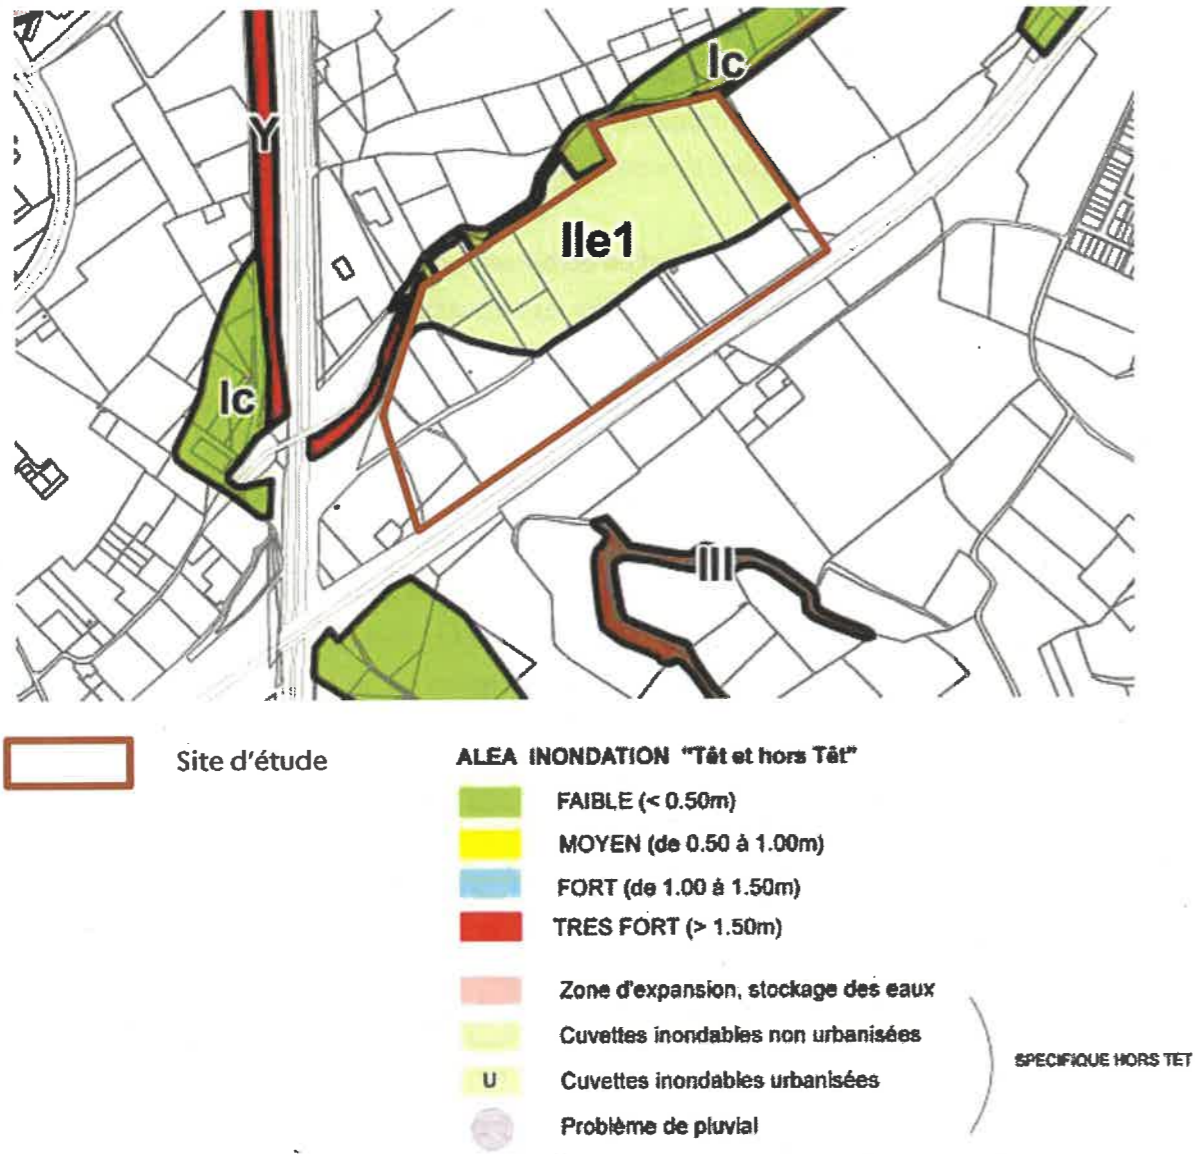 Ic
Y
IIe1
Ic
III
Site d'étude
ALEA INONDATION "Têt et hors Têt"
FAIBLE (< 0.50m)
MOYEN (de 0.50 à 1.00m)
FORT (de 1.00 à 1.50m)
TRES FORT (> 1.50m)
Zone d'expansion, stockage des eaux
Cuvettes inondables non urbanisées
U Cuvettes inondables urbanisées
Problème de pluvial
SPECIFIQUE HORS TET